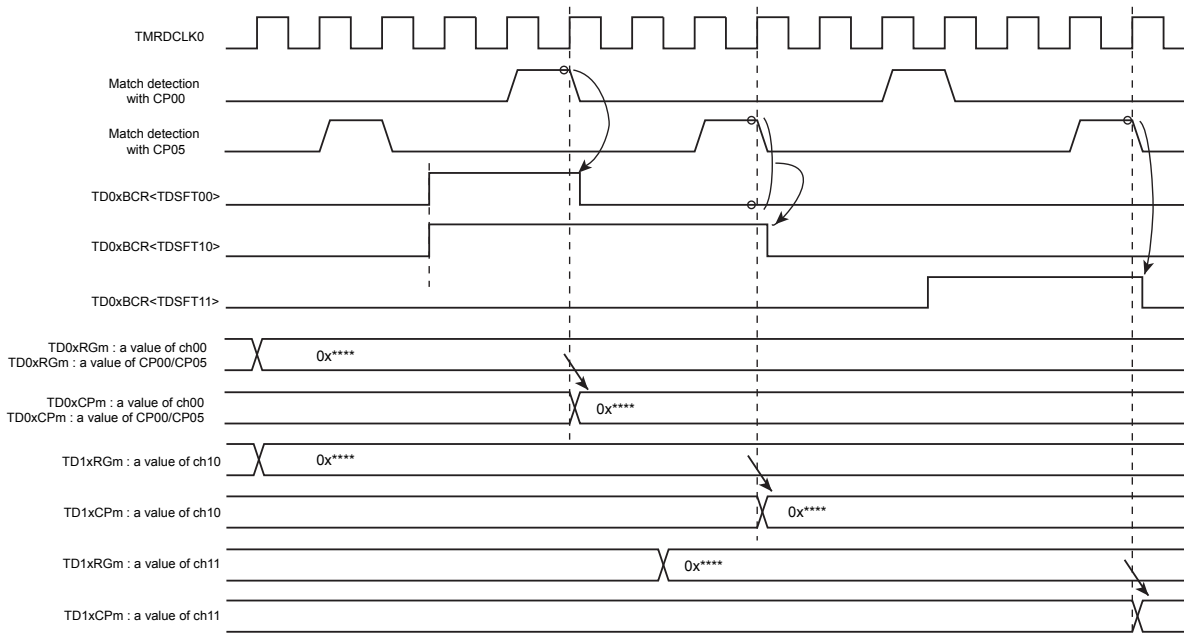 TMRDCLK0
Match detection
with CP00
Match detection
with CP05
TD0xBCR<TDSFT00>
TD0xBCR<TDSFT10>
TD0xBCR<TDSFT11>
TD0xRGm : a value of ch00
TD0xRGm : a value of CP00/CP05
0x****
TD0xCPm : a value of ch00
TD0xCPm : a value of CP00/CP05
0x****
TD1xRGm : a value of ch10
0x****
TD1xCPm : a value of ch10
0x****
TD1xRGm : a value of ch11
0x****
TD1xCPm : a value of ch11